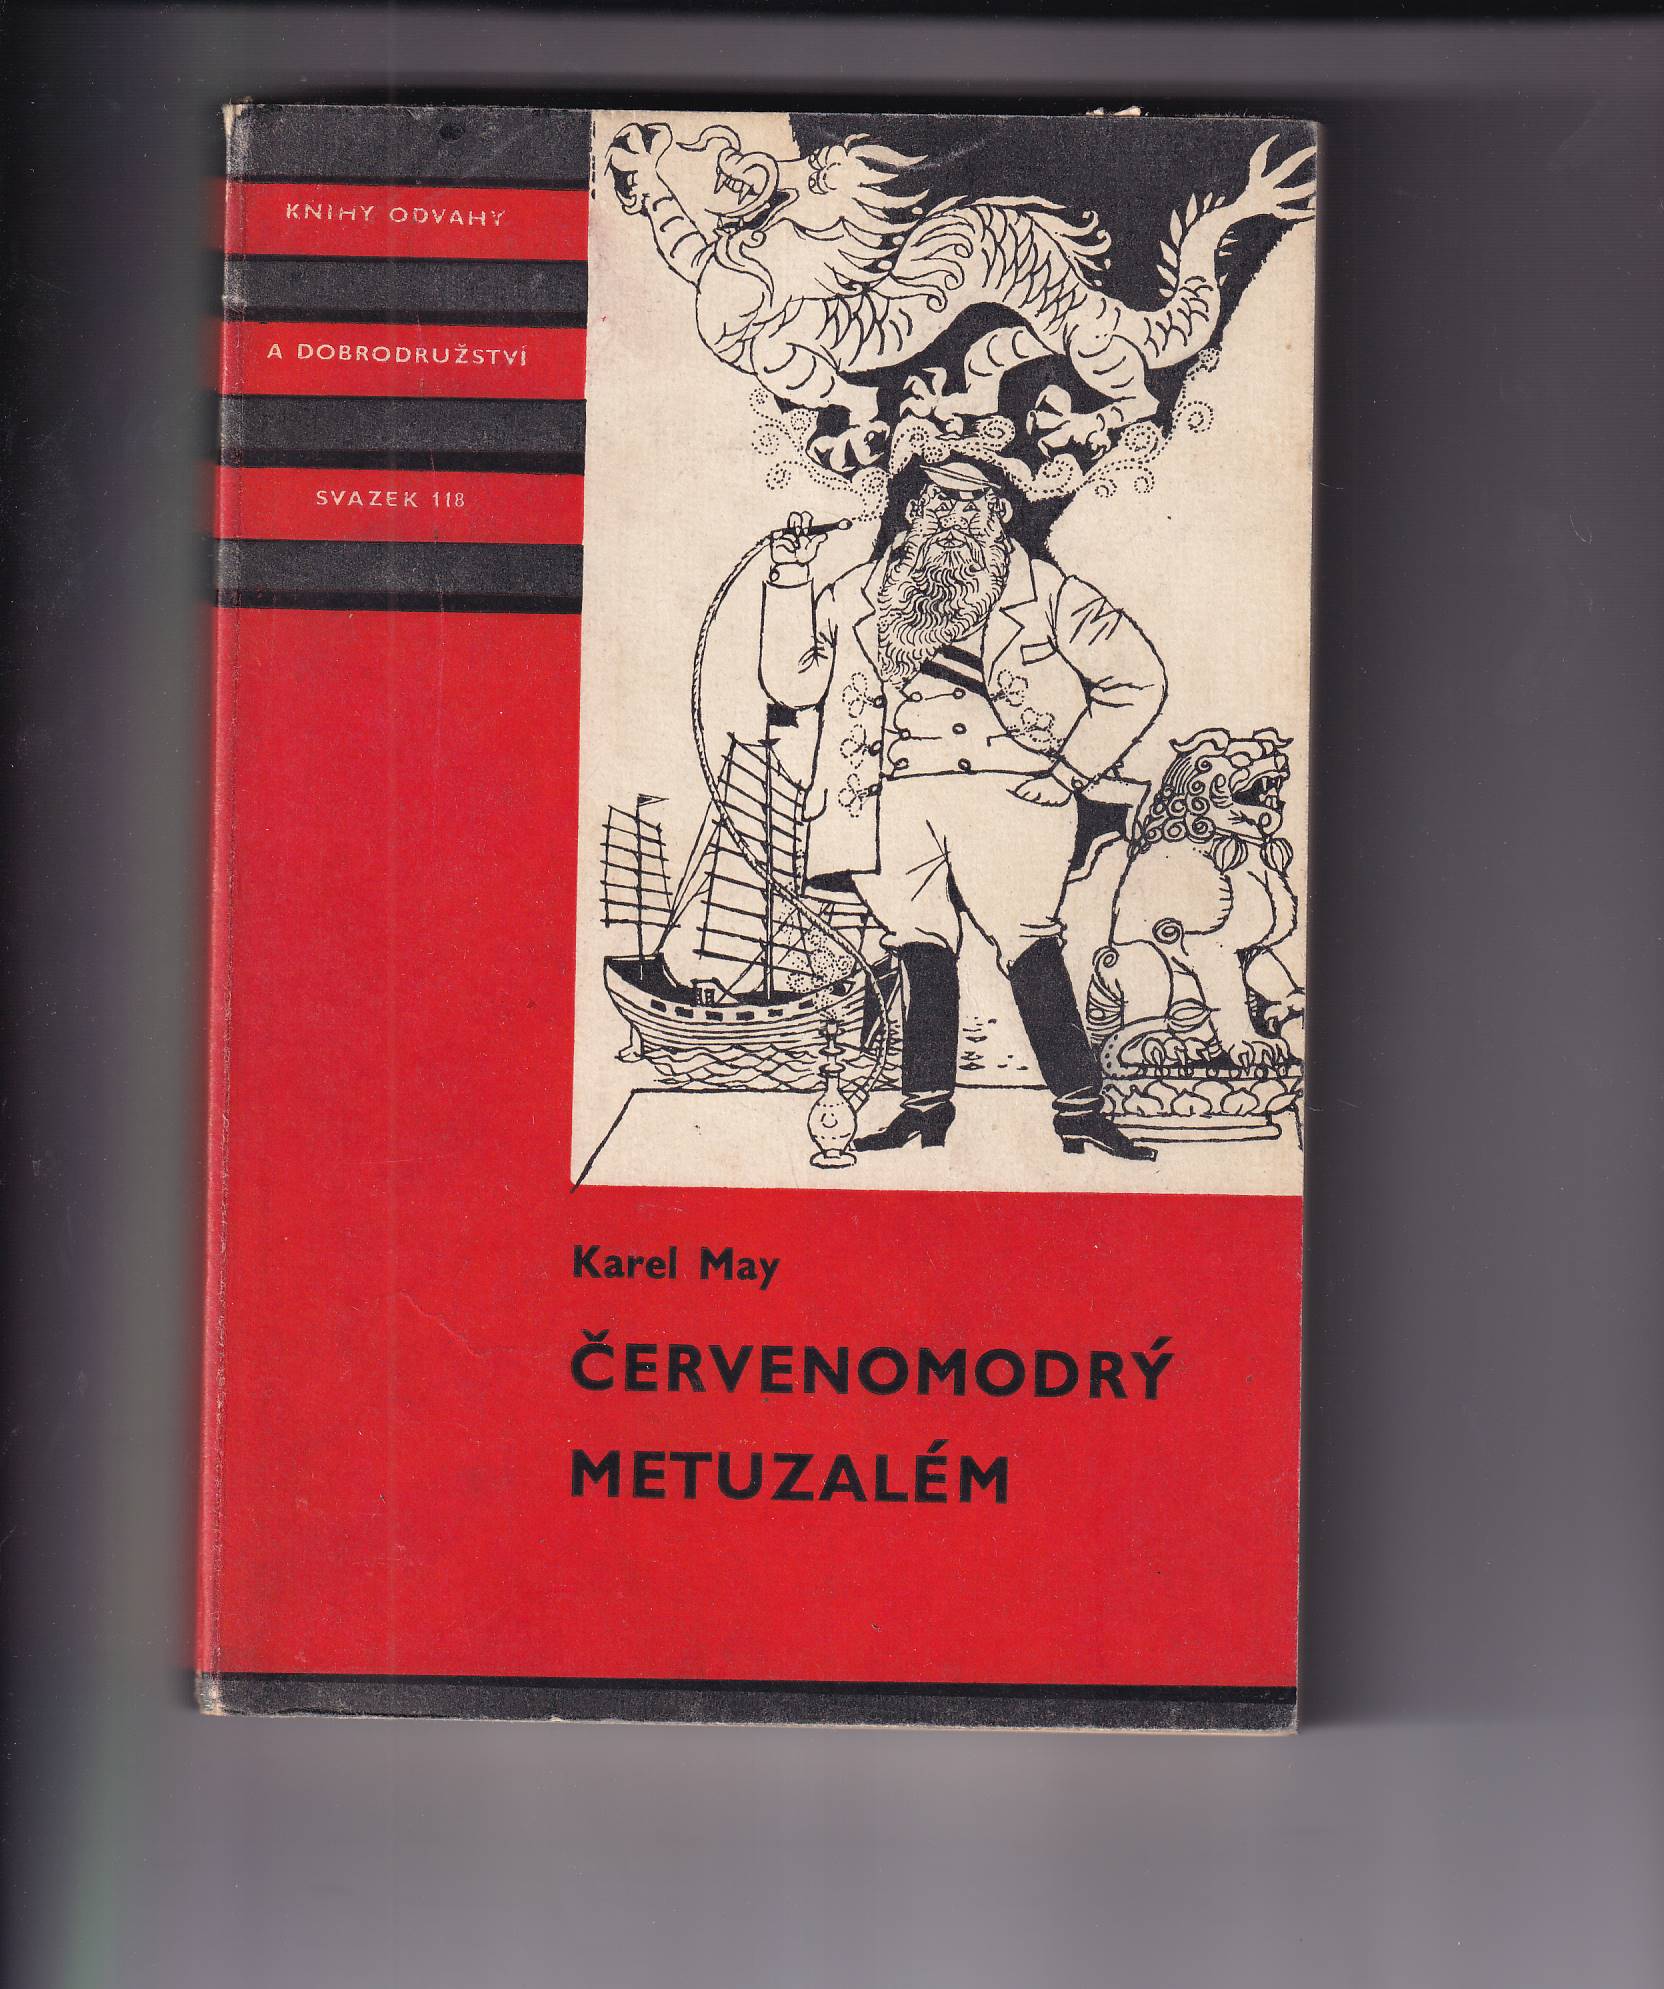 KNIHY ODVAHY
A DOBRODRUŽSTVÍ
SVAZEK 118
Karel May
ČERVENOMODRÝ
METUZALÉM